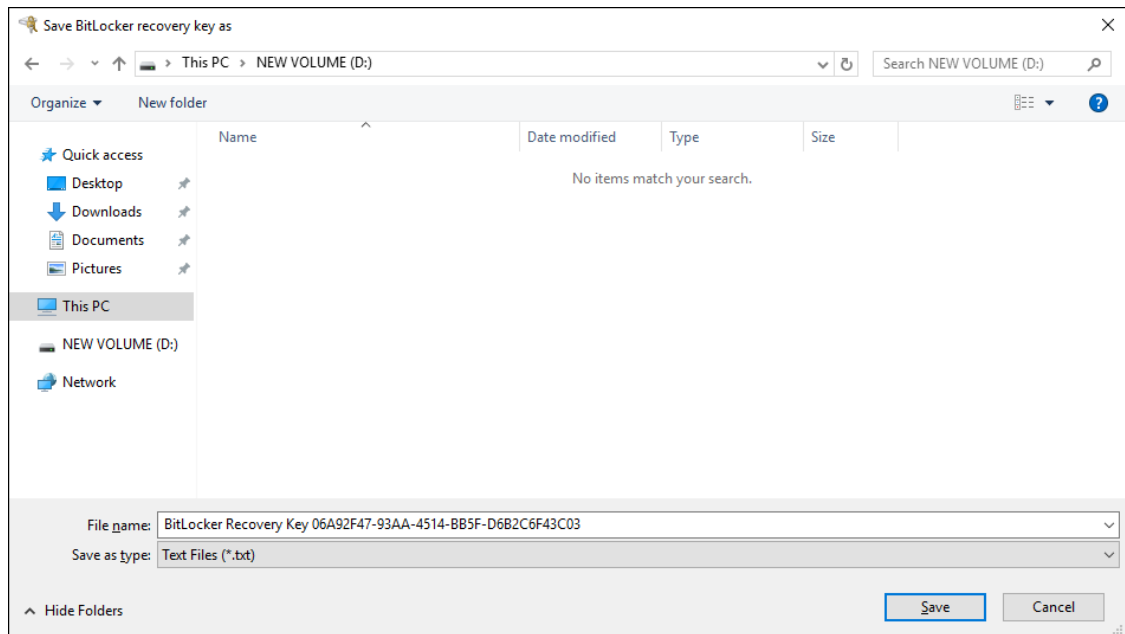 Save BitLocker recovery key as
This PC > NEW VOLUME (D:)
Search NEW VOLUME (D:)
Organize
New folder
Name
Date modified
Type
Size
No items match your search.
Quick access
Desktop
Downloads
Documents
Pictures
This PC
NEW VOLUME (D:)
Network
File name: BitLocker Recovery Key 06A92F47-93AA-4514-BB5F-D6B2C6F43C03
Save as type: Text Files (*.txt)
Hide Folders
Save
Cancel